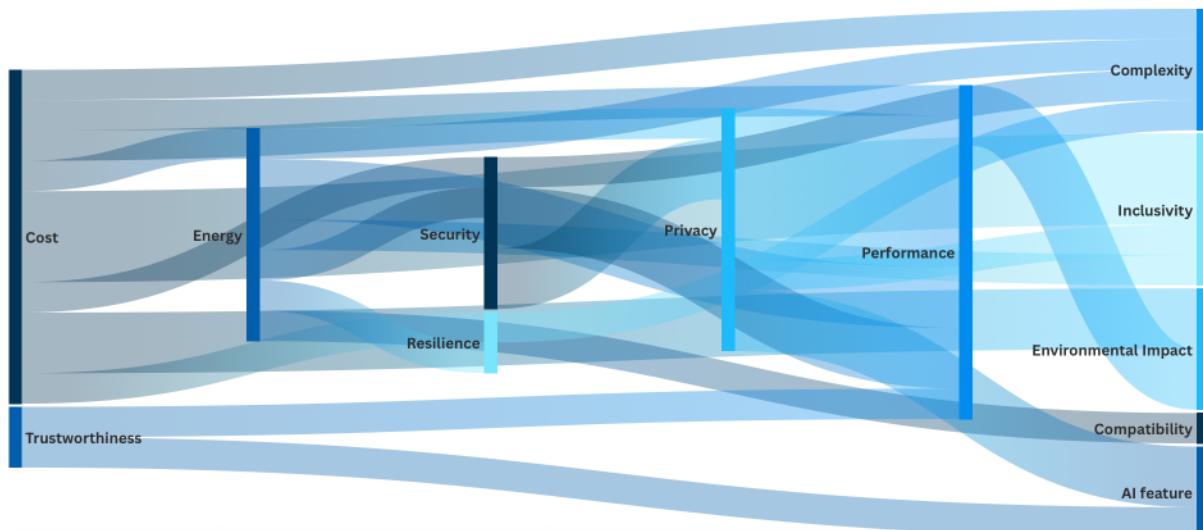 Cost
Trustworthiness
Energy
Security
Resilience
Privacy
Performance
Complexity
Inclusivity
Environmental Impact
Compatibility
AI feature